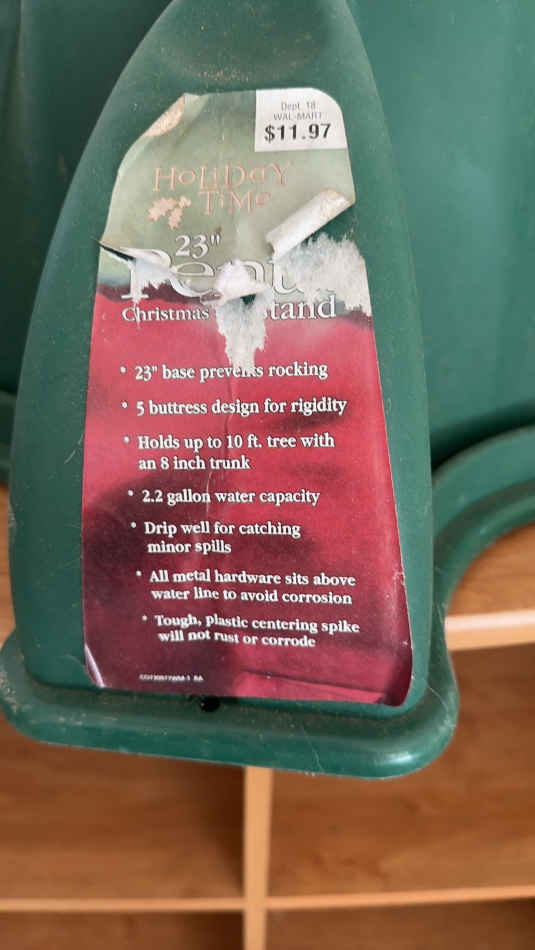 Dept. 18
WAL-MART
$11.97
HOLiDaY
TiMe
23"
Christmas tand
• 23" base prevents rocking
• 5 buttress design for rigidity
• Holds up to 10 ft. tree with
an 8 inch trunk
• 2.2 gallon water capacity
• Drip well for catching
minor spills
• All metal hardware sits above
water line to avoid corrosion
• Tough, plastic centering spike
will not rust or corrode